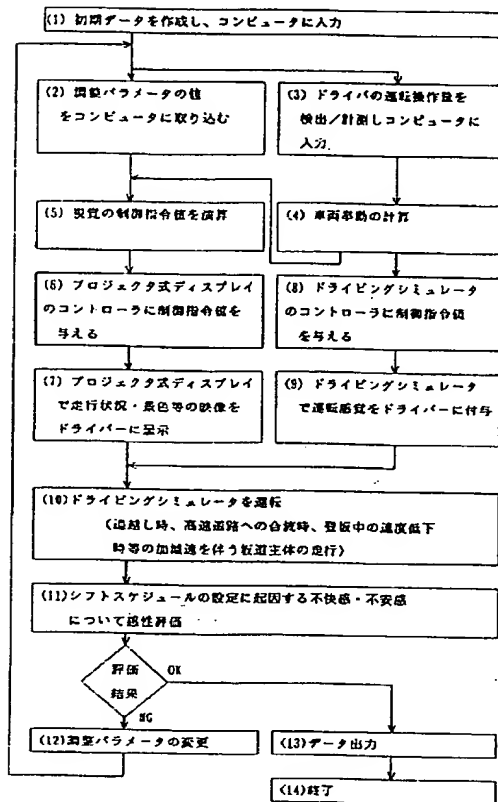 (1) 初期データを作成し、コンピュータに入力
(2) 調整パラメータの値
をコンピュータに取り込む
(3) ドライバの運転操作量を
検出/計測しコンピュータに
入力
(5) 視覚の制御指令値を演算
(4) 車両挙動の計算
(6) プロジェクタ式ディスプレイ
のコントローラに制御指令値を
与える
(8) ドライビングシミュレータ
のコントローラに制御指令値
を与える
(7) プロジェクタ式ディスプレイ
で走行状況・景色等の映像を
ドライバーに呈示
(9) ドライビングシミュレータ
で運転感覚をドライバーに付与
(10) ドライビングシミュレータを運転
(追越し時、高速道路への合流時、登坂中の速度低下
時等の加減速を伴う坂道主体の走行)
(11) シフトスケジュールの設定に起因する不快感・不安感
について感性評価
評価
結果
OK
NG
(12) 調整パラメータの変更
(13) データ出力
(14) 終了